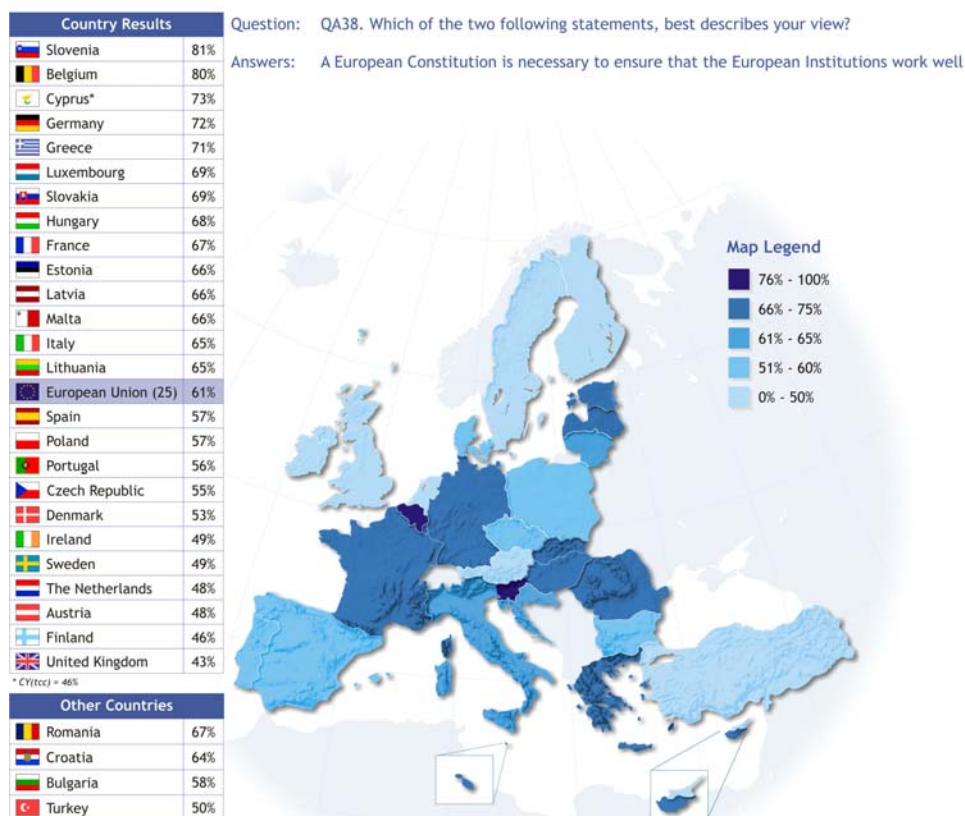 Country Results
Slovenia 81%
Belgium 80%
Cyprus* 73%
Germany 72%
Greece 71%
Luxembourg 69%
Slovakia 69%
Hungary 68%
France 67%
Estonia 66%
Latvia 66%
Malta 66%
Italy 65%
Lithuania 65%
European Union (25) 61%
Spain 57%
Poland 57%
Portugal 56%
Czech Republic 55%
Denmark 53%
Ireland 49%
Sweden 49%
The Netherlands 48%
Austria 48%
Finland 46%
United Kingdom 43%
* CY(tcc) = 46%
Other Countries
Romania 67%
Croatia 64%
Bulgaria 58%
Turkey 50%
Question: QA38. Which of the two following statements, best describes your view?
Answers: A European Constitution is necessary to ensure that the European Institutions work well
Map Legend
76% - 100%
66% - 75%
61% - 65%
51% - 60%
0% - 50%